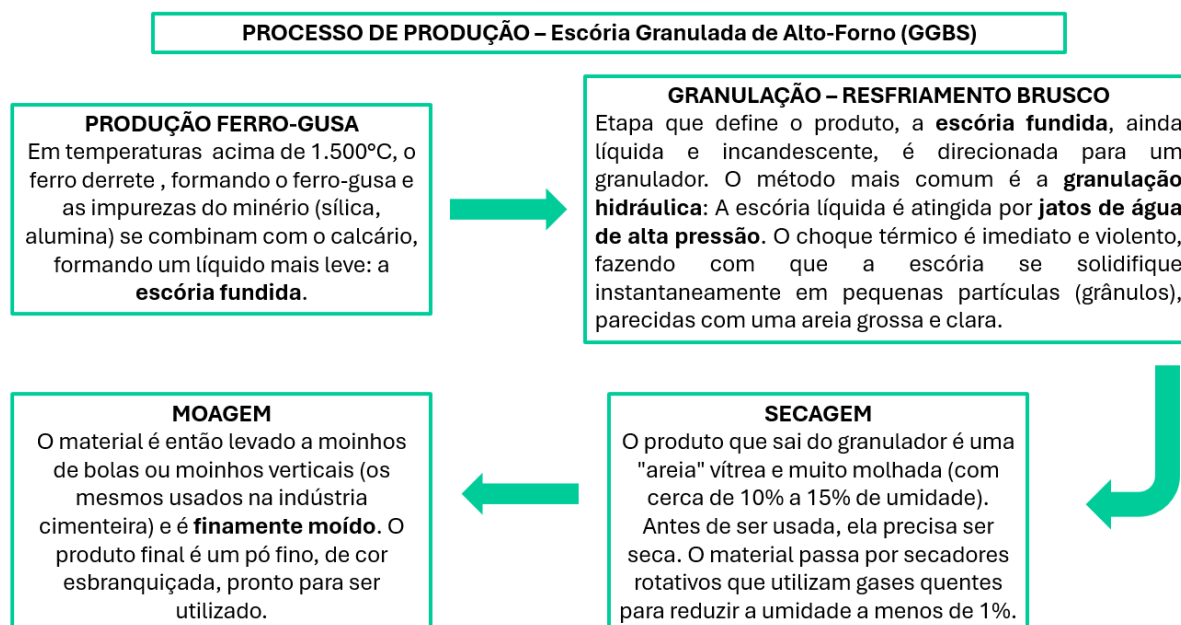 PROCESSO DE PRODUÇÃO – Escória Granulada de Alto-Forno (GGBS)
PRODUÇÃO FERRO-GUSA
Em temperaturas acima de 1.500°C, o
ferro derrete , formando o ferro-gusa e
as impurezas do minério (sílica,
alumina) se combinam com o calcário,
formando um líquido mais leve: a
escória fundida.
GRANULAÇÃO – RESFRIAMENTO BRUSCO
Etapa que define o produto, a escória fundida, ainda
líquida e incandescente, é direcionada para um
granulador. O método mais comum é a granulação
hidráulica: A escória líquida é atingida por jatos de água
de alta pressão. O choque térmico é imediato e violento,
fazendo com que a escória se solidifique
instantaneamente em pequenas partículas (grânulos),
parecidas com uma areia grossa e clara.
SECAGEM
O produto que sai do granulador é uma
"areia" vítrea e muito molhada (com
cerca de 10% a 15% de umidade).
Antes de ser usada, ela precisa ser
seca. O material passa por secadores
rotativos que utilizam gases quentes
para reduzir a umidade a menos de 1%.
MOAGEM
O material é então levado a moinhos
de bolas ou moinhos verticais (os
mesmos usados na indústria
cimenteira) e é finamente moído. O
produto final é um pó fino, de cor
esbranquiçada, pronto para ser
utilizado.